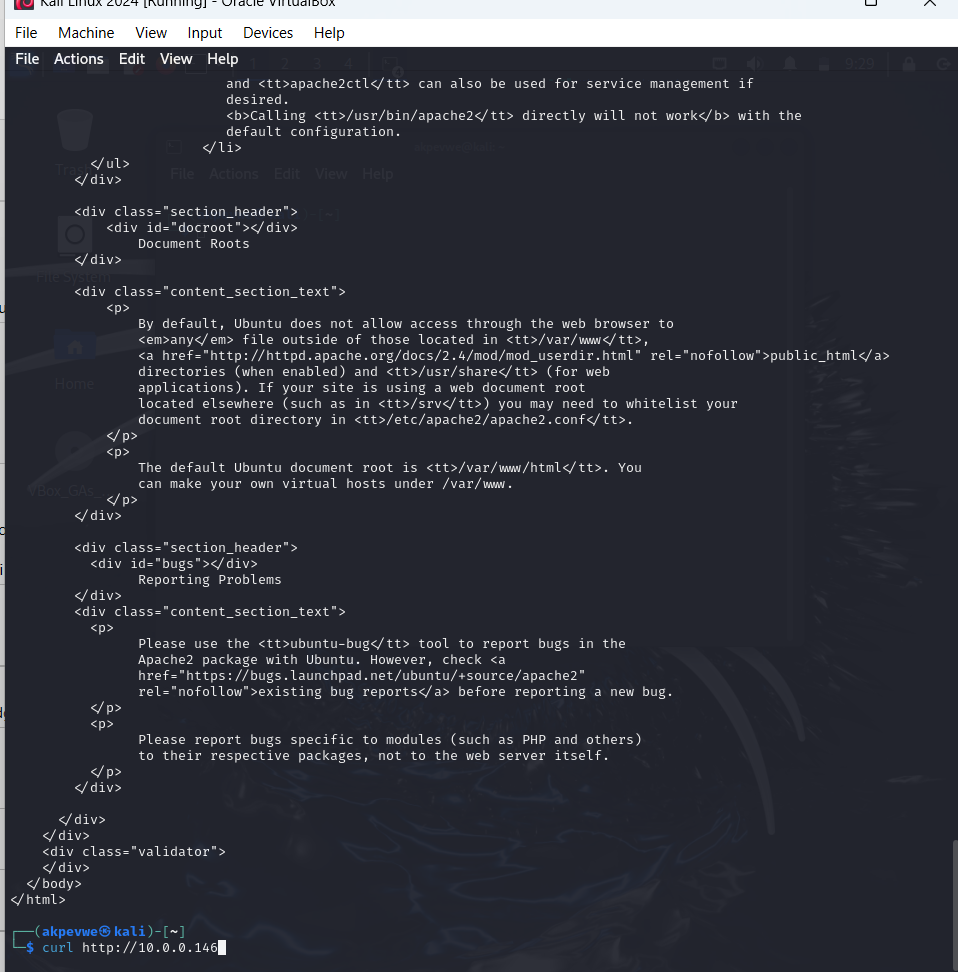 Kali Linux 2024 [Running] - Oracle VirtualBox
File Machine View Input Devices Help
File Actions Edit View Help
9:29
and <tt>apache2ctl</tt> can also be used for service management if
desired.
<b>Calling <tt>/usr/bin/apache2</tt> directly will not work</b> with the
default configuration.
</li>
</ul>
</div>
Trash
File Actions Edit View Help
<div class="section_header">
<div id="docroot"></div>
Document Roots
</div>
File System
<div class="content_section_text">
<p>
By default, Ubuntu does not allow access through the web browser to
<em>any</em> file outside of those located in <tt>/var/www</tt>,
<a href="http://httpd.apache.org/docs/2.4/mod/mod_userdir.html" rel="nofollow">public_html</a>
directories (when enabled) and <tt>/usr/share</tt> (for web
applications). If your site is using a web document root
located elsewhere (such as in <tt>/srv</tt>) you may need to whitelist your
document root directory in <tt>/etc/apache2/apache2.conf</tt>.
</p>
Home
<p>
The default Ubuntu document root is <tt>/var/www/html</tt>. You
can make your own virtual hosts under /var/www.
</p>
</div>
VBox_GAs_
<div class="section_header">
<div id="bugs"></div>
Reporting Problems
</div>
<div class="content_section_text">
<p>
Please use the <tt>ubuntu-bug</tt> tool to report bugs in the
Apache2 package with Ubuntu. However, check <a
href="https://bugs.launchpad.net/ubuntu/+source/apache2"
rel="nofollow">existing bug reports</a> before reporting a new bug.
</p>
<p>
Please report bugs specific to modules (such as PHP and others)
to their respective packages, not to the web server itself.
</p>
</div>
</div>
</div>
<div class="validator">
</div>
</body>
</html>
┌──(akpevwe㉿kali)-[~]
└─$ curl http://10.0.0.146